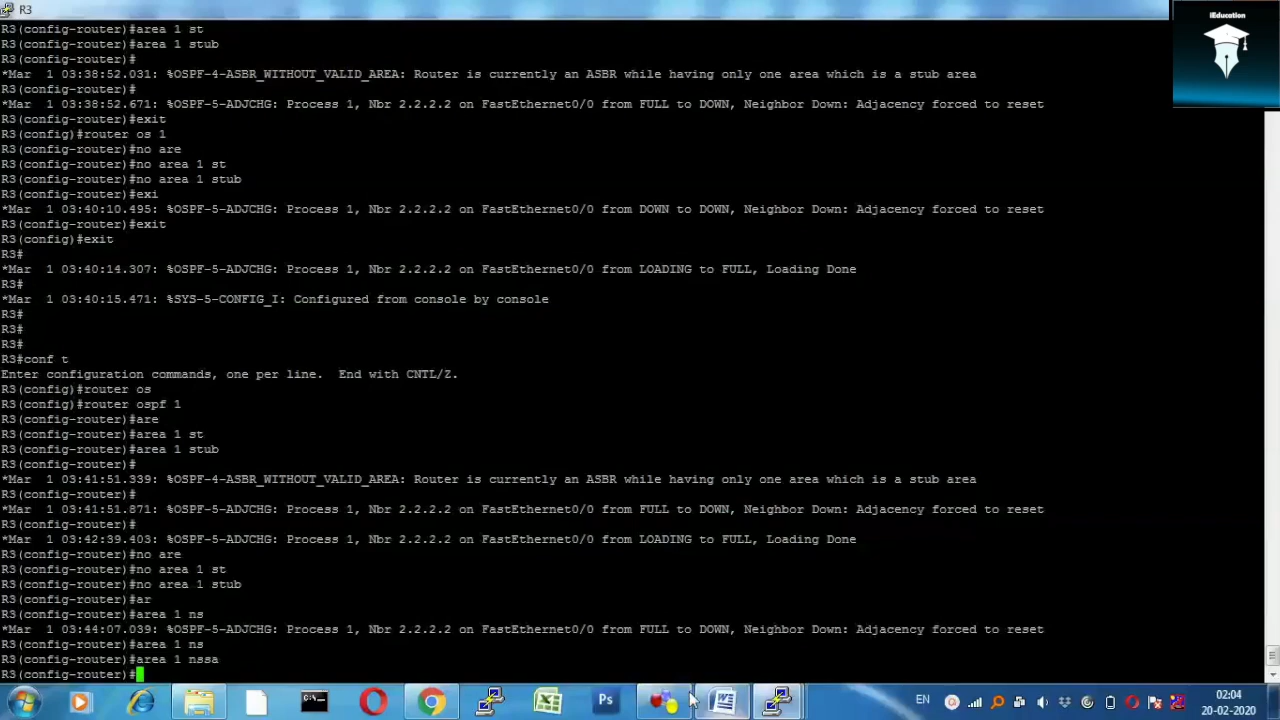 R3
iEducation
R3(config-router)#area 1 st
R3(config-router)#area 1 stub
R3(config-router)#
*Mar  1 03:38:52.031: %OSPF-4-ASBR_WITHOUT_VALID_AREA: Router is currently an ASBR while having only one area which is a stub area
R3(config-router)#
*Mar  1 03:38:52.671: %OSPF-5-ADJCHG: Process 1, Nbr 2.2.2.2 on FastEthernet0/0 from FULL to DOWN, Neighbor Down: Adjacency forced to reset
R3(config-router)#exit
R3(config)#router os 1
R3(config-router)#no are
R3(config-router)#no area 1 st
R3(config-router)#no area 1 stub
R3(config-router)#exi
*Mar  1 03:40:10.495: %OSPF-5-ADJCHG: Process 1, Nbr 2.2.2.2 on FastEthernet0/0 from DOWN to DOWN, Neighbor Down: Adjacency forced to reset
R3(config-router)#exit
R3(config)#exit
R3#
*Mar  1 03:40:14.307: %OSPF-5-ADJCHG: Process 1, Nbr 2.2.2.2 on FastEthernet0/0 from LOADING to FULL, Loading Done
R3#
*Mar  1 03:40:15.471: %SYS-5-CONFIG_I: Configured from console by console
R3#
R3#
R3#
R3#conf t
Enter configuration commands, one per line.  End with CNTL/Z.
R3(config)#router os
R3(config)#router ospf 1
R3(config-router)#are
R3(config-router)#area 1 st
R3(config-router)#area 1 stub
R3(config-router)#
*Mar  1 03:41:51.339: %OSPF-4-ASBR_WITHOUT_VALID_AREA: Router is currently an ASBR while having only one area which is a stub area
R3(config-router)#
*Mar  1 03:41:51.871: %OSPF-5-ADJCHG: Process 1, Nbr 2.2.2.2 on FastEthernet0/0 from FULL to DOWN, Neighbor Down: Adjacency forced to reset
R3(config-router)#
*Mar  1 03:42:39.403: %OSPF-5-ADJCHG: Process 1, Nbr 2.2.2.2 on FastEthernet0/0 from LOADING to FULL, Loading Done
R3(config-router)#no are
R3(config-router)#no area 1 st
R3(config-router)#no area 1 stub
R3(config-router)#ar
R3(config-router)#area 1 ns
*Mar  1 03:44:07.039: %OSPF-5-ADJCHG: Process 1, Nbr 2.2.2.2 on FastEthernet0/0 from FULL to DOWN, Neighbor Down: Adjacency forced to reset
R3(config-router)#area 1 ns
R3(config-router)#area 1 nssa
R3(config-router)#
Ps
EN
02:04
20-02-2020